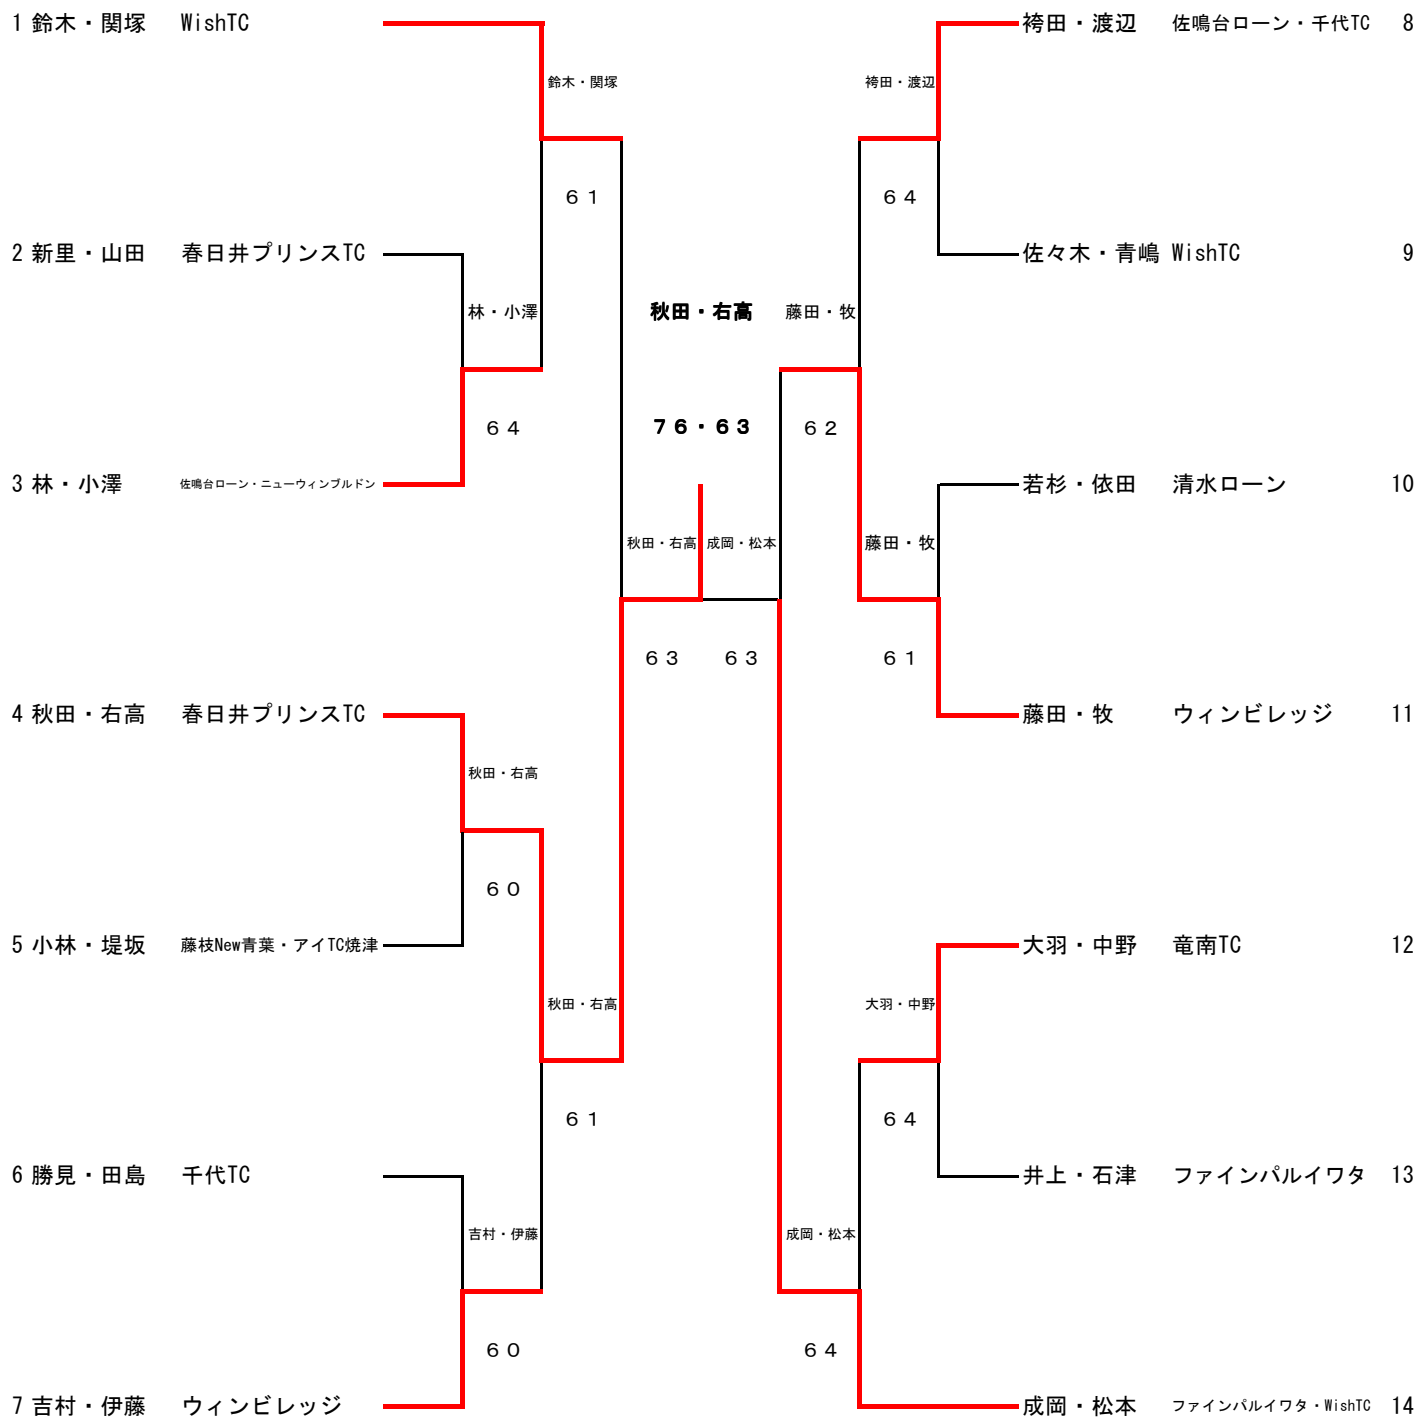 1 鈴木・関塚 WishTC
袴田・渡辺 佐鳴台ローン・千代TC 8
鈴木・関塚
袴田・渡辺
６１
６４
2 新里・山田 春日井プリンスTC
佐々木・青嶋 WishTC 9
林・小澤
秋田・右高
藤田・牧
６４
７６・６３
６２
3 林・小澤 佐鳴台ローン・ニューウィンブルドン
若杉・依田 清水ローン 10
秋田・右高
成岡・松本
藤田・牧
６３
６３
６１
4 秋田・右高 春日井プリンスTC
藤田・牧 ウィンビレッジ 11
秋田・右高
６０
5 小林・堤坂 藤枝New青葉・アイTC焼津
大羽・中野 竜南TC 12
秋田・右高
大羽・中野
６１
６４
6 勝見・田島 千代TC
井上・石津 ファインパルイワタ 13
吉村・伊藤
成岡・松本
６０
６４
7 吉村・伊藤 ウィンビレッジ
成岡・松本 ファインパルイワタ・WishTC 14